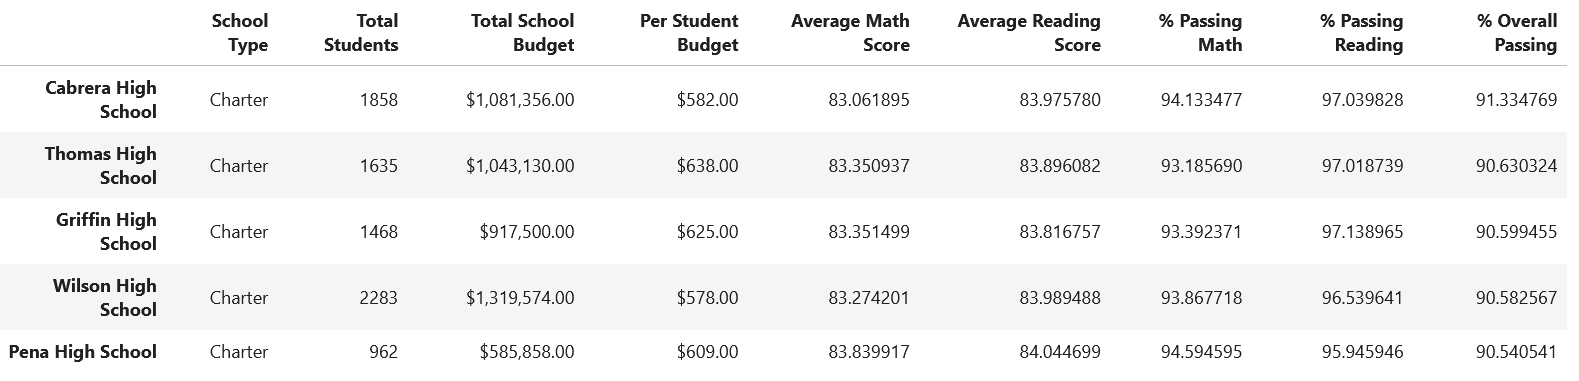 School Total Total School Per Student Average Math Average Reading % Passing % Passing % Overall
Type Students Budget Budget Score Score Math Reading Passing
Cabrera High
School Charter 1858 $1,081,356.00 $582.00 83.061895 83.975780 94.133477 97.039828 91.334769
Thomas High
School Charter 1635 $1,043,130.00 $638.00 83.350937 83.896082 93.185690 97.018739 90.630324
Griffin High
School Charter 1468 $917,500.00 $625.00 83.351499 83.816757 93.392371 97.138965 90.599455
Wilson High
School Charter 2283 $1,319,574.00 $578.00 83.274201 83.989488 93.867718 96.539641 90.582567
Pena High School Charter 962 $585,858.00 $609.00 83.839917 84.044699 94.594595 95.945946 90.540541